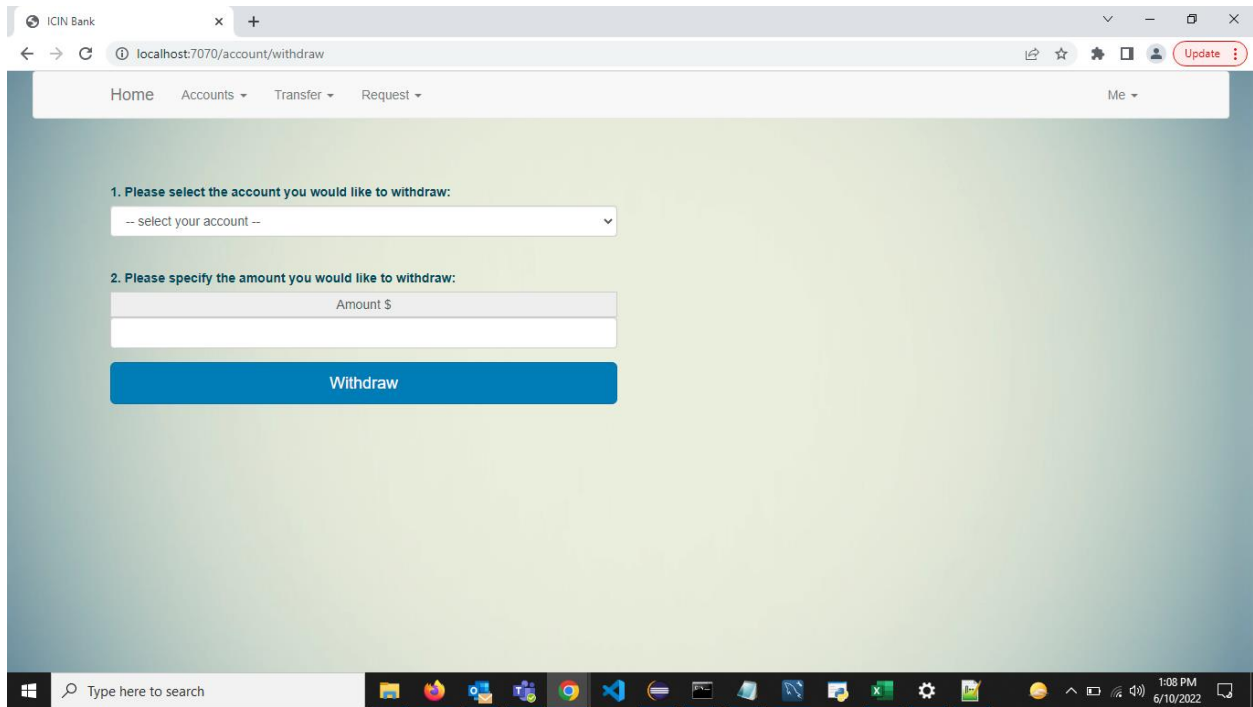 ICIN Bank
localhost:7070/account/withdraw
Update
Home Accounts Transfer Request Me
1. Please select the account you would like to withdraw:
-- select your account --
2. Please specify the amount you would like to withdraw:
Amount $
Withdraw
Type here to search
1:08 PM
6/10/2022